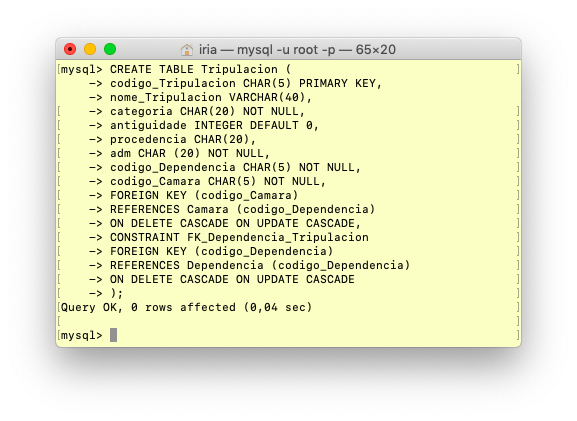 iria — mysql -u root -p — 65×20
mysql> CREATE TABLE Tripulacion (
-> codigo_Tripulacion CHAR(5) PRIMARY KEY,
-> nome_Tripulacion VARCHAR(40),
-> categoria CHAR(20) NOT NULL,
-> antiguidade INTEGER DEFAULT 0,
-> procedencia CHAR(20),
-> adm CHAR (20) NOT NULL,
-> codigo_Dependencia CHAR(5) NOT NULL,
-> codigo_Camara CHAR(5) NOT NULL,
-> FOREIGN KEY (codigo_Camara)
-> REFERENCES Camara (codigo_Dependencia)
-> ON DELETE CASCADE ON UPDATE CASCADE,
-> CONSTRAINT FK_Dependencia_Tripulacion
-> FOREIGN KEY (codigo_Dependencia)
-> REFERENCES Dependencia (codigo_Dependencia)
-> ON DELETE CASCADE ON UPDATE CASCADE
-> );
Query OK, 0 rows affected (0,04 sec)
mysql>